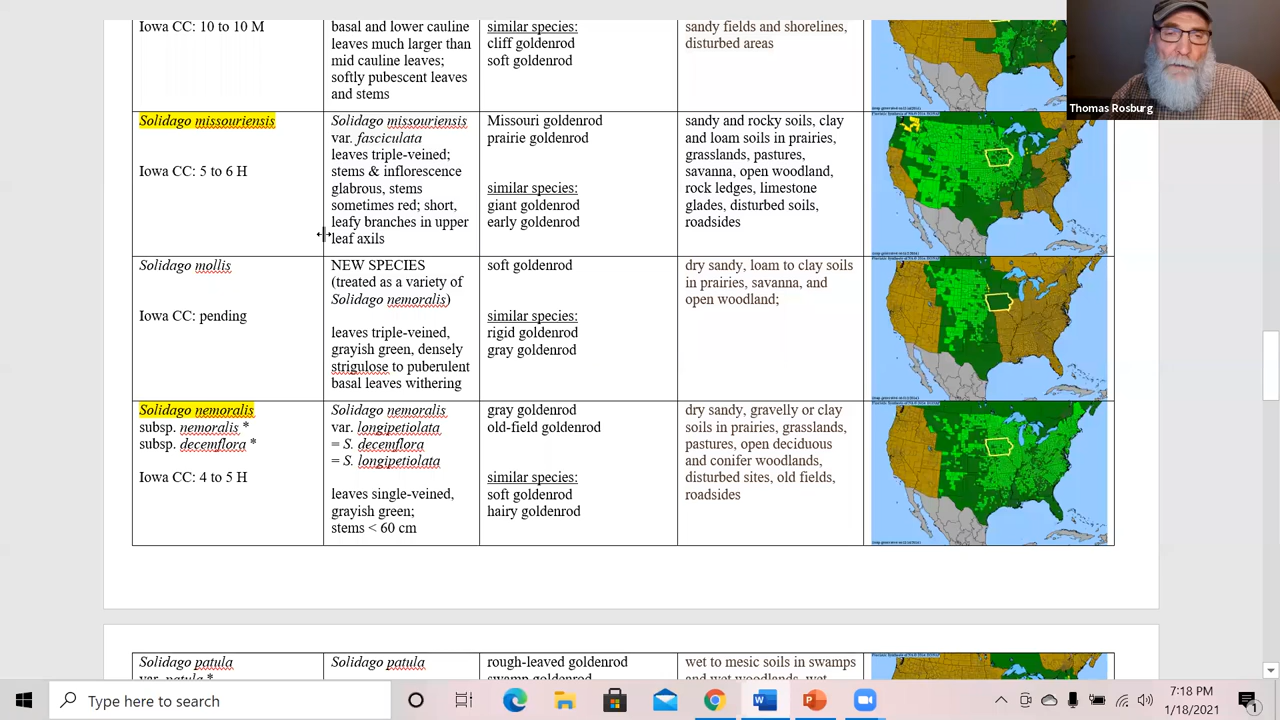 Iowa CC: 10 to 10 M
basal and lower cauline
leaves much larger than
mid cauline leaves;
softly pubescent leaves
and stems
similar species:
cliff goldenrod
soft goldenrod
sandy fields and shorelines,
disturbed areas
Thomas Rosburg
Solidago missouriensis
Iowa CC: 5 to 6 H
Solidago missouriensis
var. fasciculata
leaves triple-veined;
stems & inflorescence
glabrous, stems
sometimes red; short,
leafy branches in upper
leaf axils
Missouri goldenrod
prairie goldenrod
similar species:
giant goldenrod
early goldenrod
sandy and rocky soils, clay
and loam soils in prairies,
grasslands, pastures,
savanna, open woodland,
rock ledges, limestone
glades, disturbed soils,
roadsides
Solidago mollis
Iowa CC: pending
NEW SPECIES
(treated as a variety of
Solidago nemoralis)
leaves triple-veined,
grayish green, densely
strigulose to puberulent
basal leaves withering
soft goldenrod
similar species:
rigid goldenrod
gray goldenrod
dry sandy, loam to clay soils
in prairies, savanna, and
open woodland;
Solidago nemoralis
subsp. nemoralis *
subsp. decemflora *
Iowa CC: 4 to 5 H
Solidago nemoralis
var. longipetiolata
= S. decemflora
= S. longipetiolata
leaves single-veined,
grayish green;
stems < 60 cm
gray goldenrod
old-field goldenrod
similar species:
soft goldenrod
hairy goldenrod
dry sandy, gravelly or clay
soils in prairies, grasslands,
pastures, open deciduous
and conifer woodlands,
disturbed sites, old fields,
roadsides
Solidago patula
var. patula *
Solidago patula
rough-leaved goldenrod
swamp goldenrod
wet to mesic soils in swamps
and wet woodlands, wet
Type here to search
7:18 PM
1/18/2021